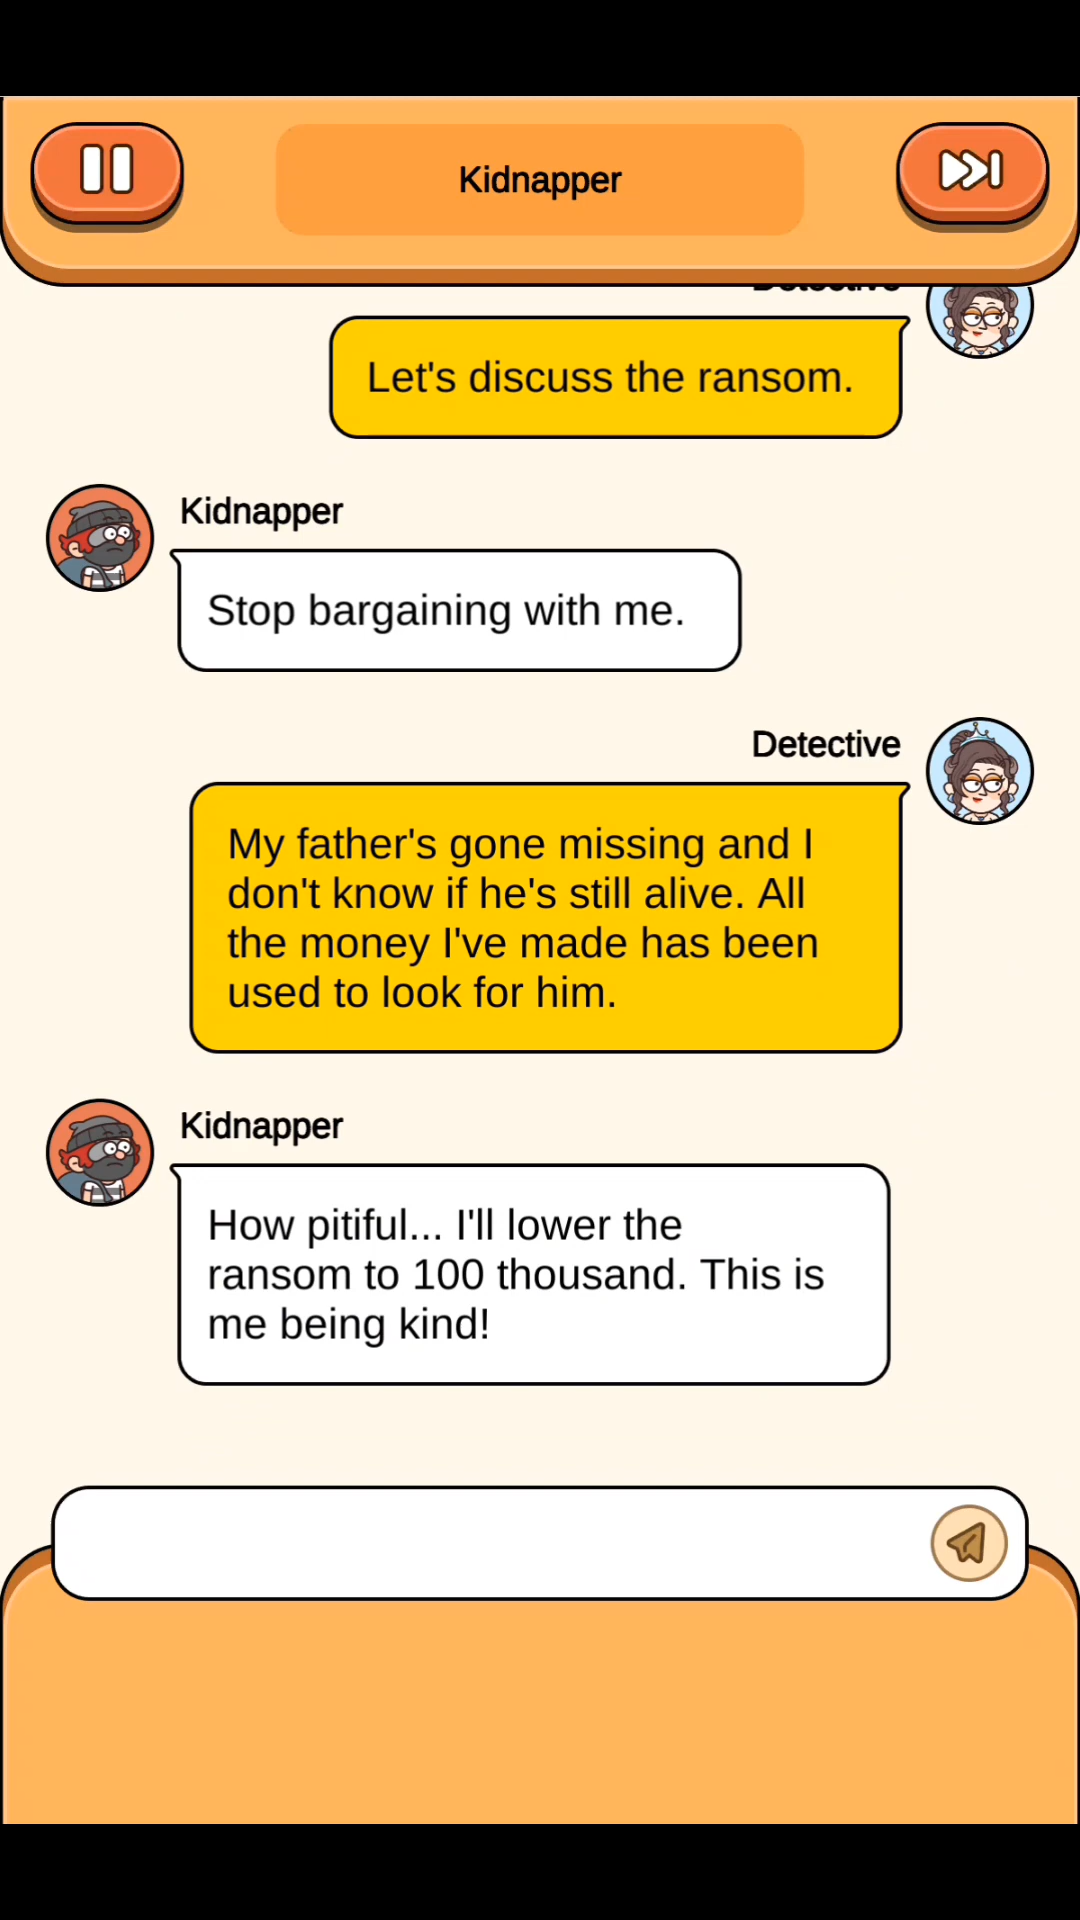 Kidnapper
Let's discuss the ransom.
Kidnapper
Stop bargaining with me.
Detective
My father's gone missing and I
don't know if he's still alive. All
the money I've made has been
used to look for him.
Kidnapper
How pitiful... I'll lower the
ransom to 100 thousand. This is
me being kind!